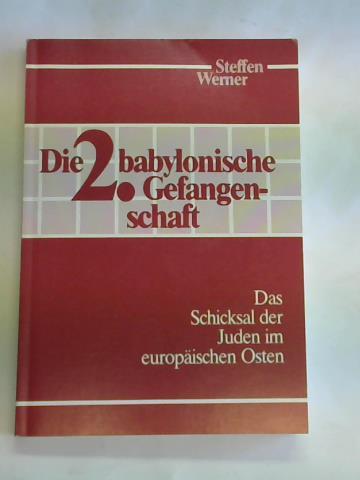 Steffen
Werner
Die 2. babylonische
Gefangen-
schaft
Das
Schicksal der
Juden im
europäischen Osten